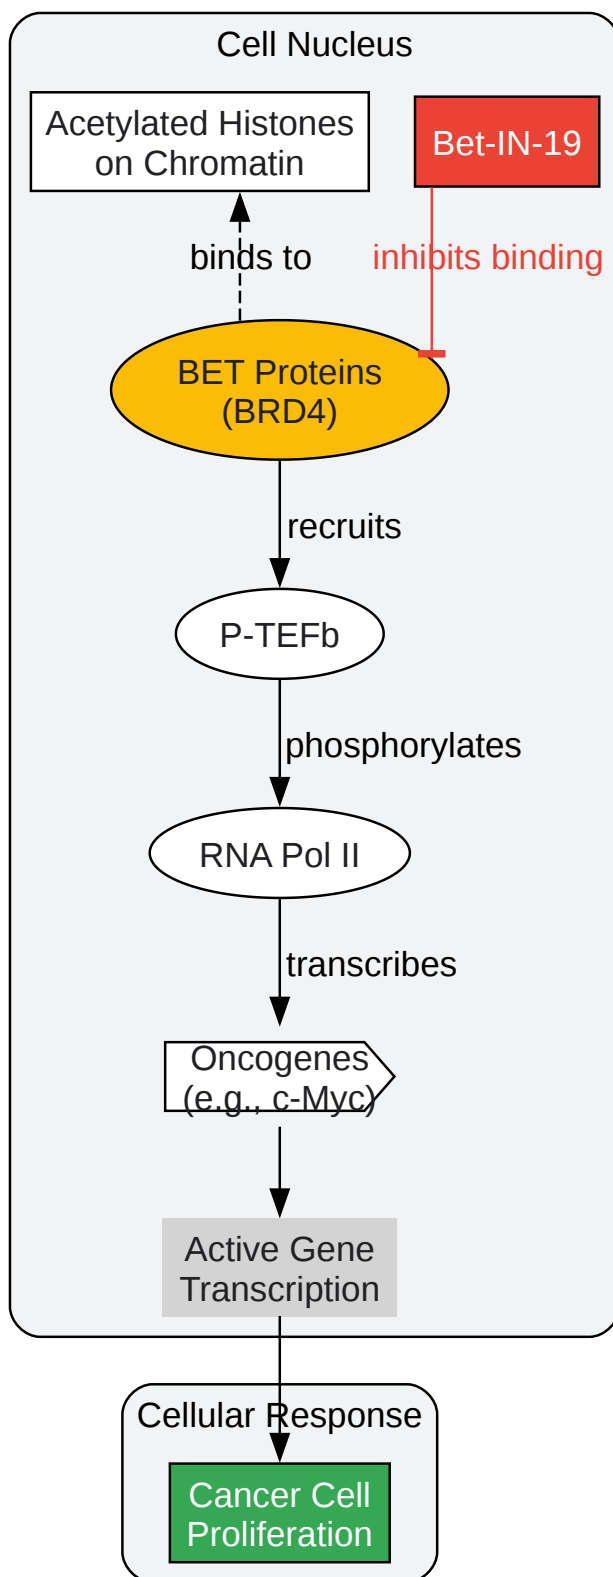 Cell Nucleus
Acetylated Histones
on Chromatin
Bet-IN-19
binds to
inhibits binding
BET Proteins
(BRD4)
recruits
P-TEFb
phosphorylates
RNA Pol II
transcribes
Oncogenes
(e.g., c-Myc)
Active Gene
Transcription
Cellular Response
Cancer Cell
Proliferation